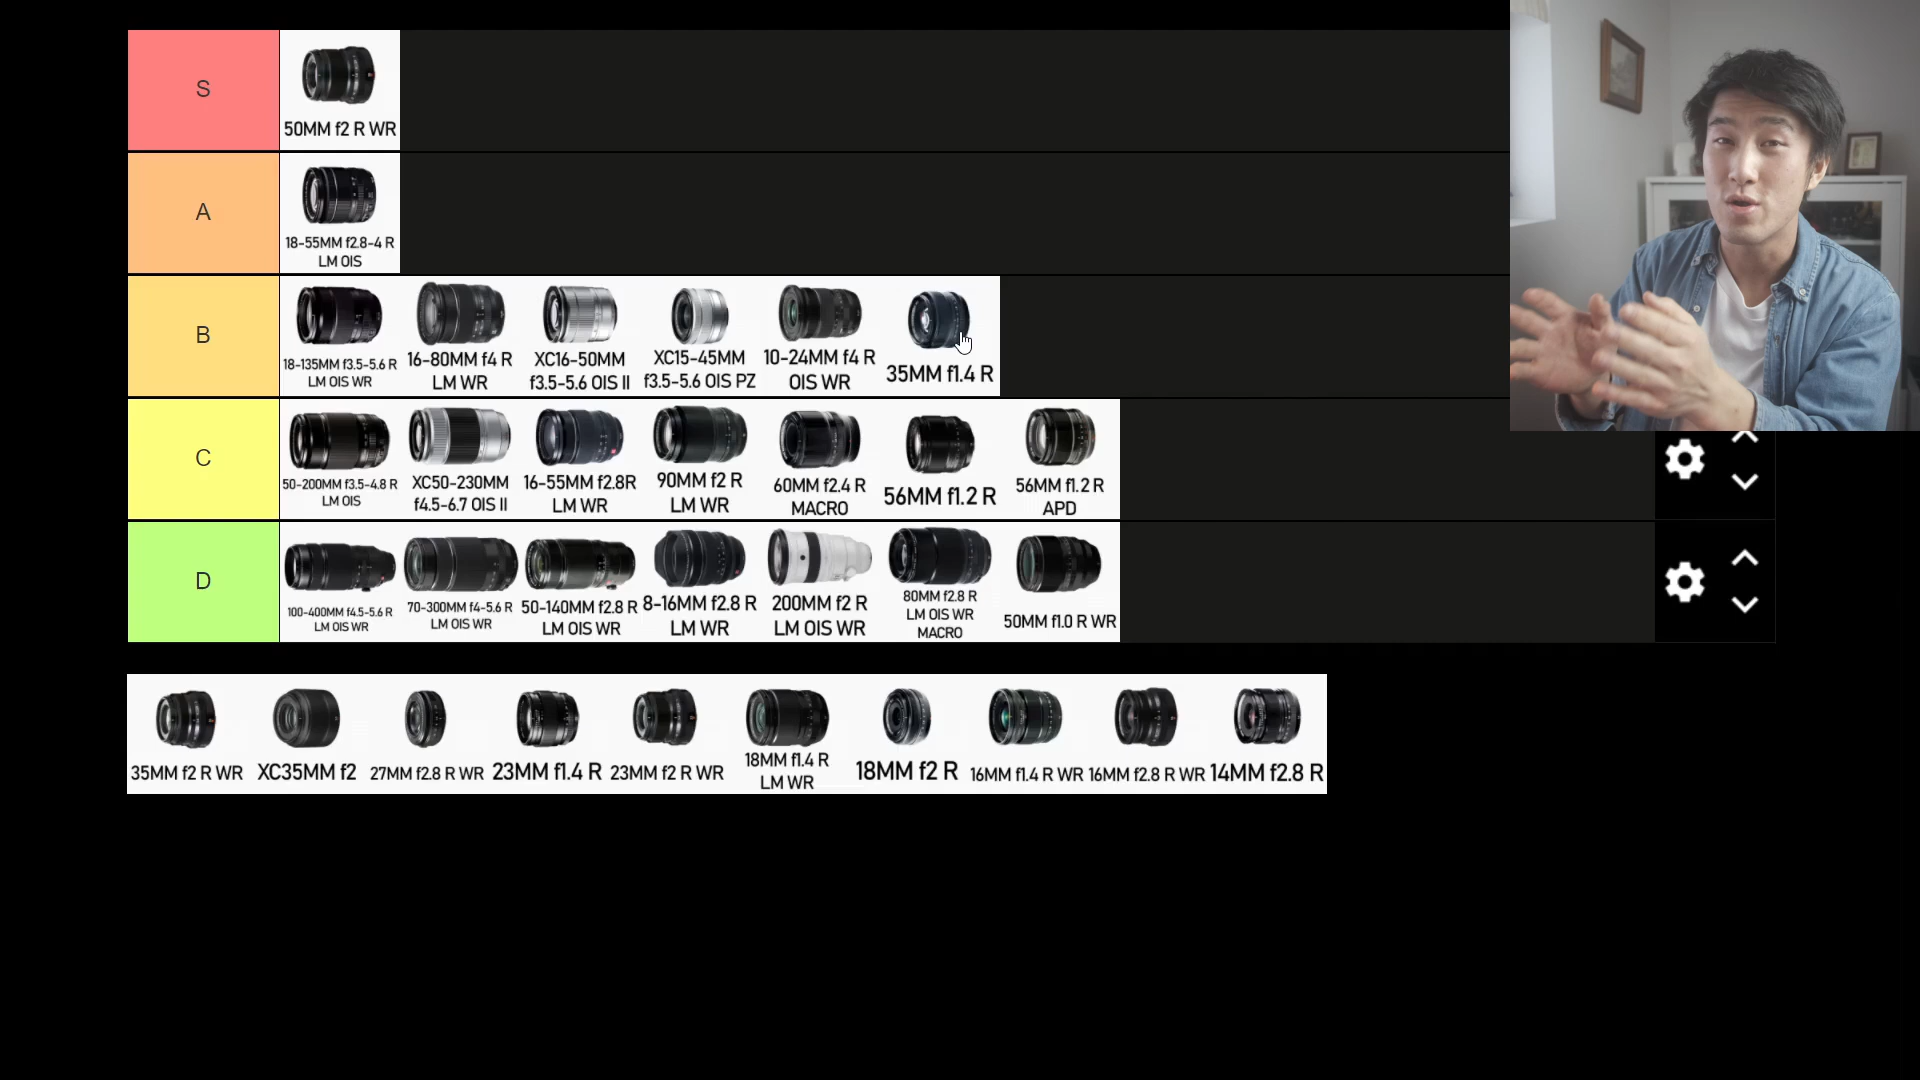 S
50MM f2 R WR
A
18-55MM f2.8-4 R
LM OIS
B
18-135MM f3.5-5.6 R
LM OIS WR
16-80MM f4 R
LM WR
XC16-50MM
f3.5-5.6 OIS II
XC15-45MM
f3.5-5.6 OIS PZ
10-24MM f4 R
OIS WR
35MM f1.4 R
C
50-200MM f3.5-4.8 R
LM OIS
XC50-230MM
f4.5-6.7 OIS II
16-55MM f2.8R
LM WR
90MM f2 R
LM WR
60MM f2.4 R
MACRO
56MM f1.2 R
56MM f1.2 R
APD
D
100-400MM f4.5-5.6 R
LM OIS WR
70-300MM f4-5.6 R
LM OIS WR
50-140MM f2.8 R
LM OIS WR
8-16MM f2.8 R
LM WR
200MM f2 R
LM OIS WR
80MM f2.8 R
LM OIS WR
MACRO
50MM f1.0 R WR
35MM f2 R WR
XC35MM f2
27MM f2.8 R WR
23MM f1.4 R
23MM f2 R WR
18MM f1.4 R
LM WR
18MM f2 R
16MM f1.4 R WR
16MM f2.8 R WR
14MM f2.8 R